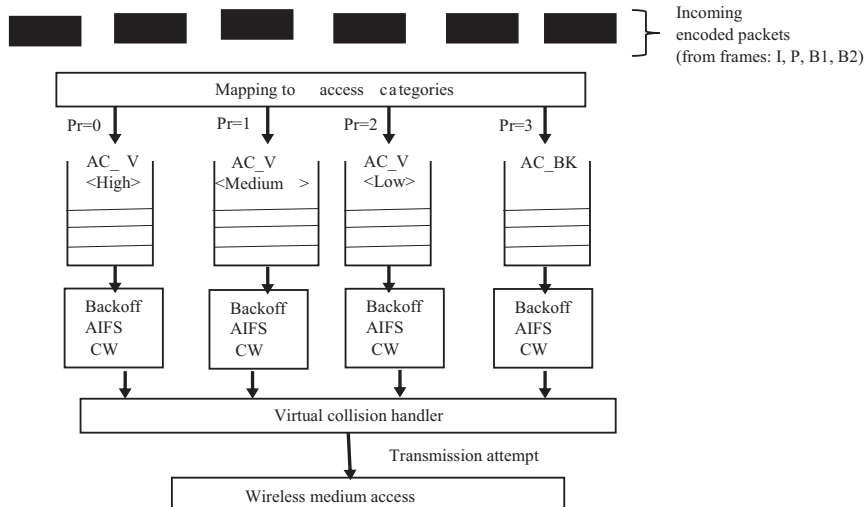 Incoming
encoded packets
(from frames: I, P, B1, B2)
Mapping to access categories
Pr=0
Pr=1
Pr=2
Pr=3
AC_ V
<High>
AC_V
<Medium >
AC_V
<Low>
AC_BK
Backoff
AIFS
CW
Backoff
AIFS
CW
Backoff
AIFS
CW
Backoff
AIFS
CW
Virtual collision handler
Transmission attempt
Wireless medium access